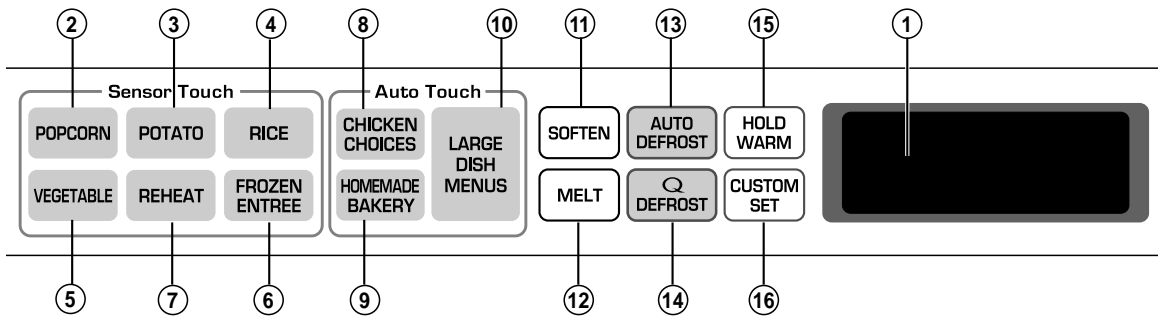 2 3 4 8 10 11 13 15 1
Sensor Touch Auto Touch
POPCORN POTATO RICE
CHICKEN
CHOICES
LARGE
DISH
MENUS
SOFTEN
AUTO
DEFROST
HOLD
WARM
VEGETABLE REHEAT
FROZEN
ENTREE
HOMEMADE
BAKERY
MELT
Q
DEFROST
CUSTOM
SET
5 7 6 9 12 14 16